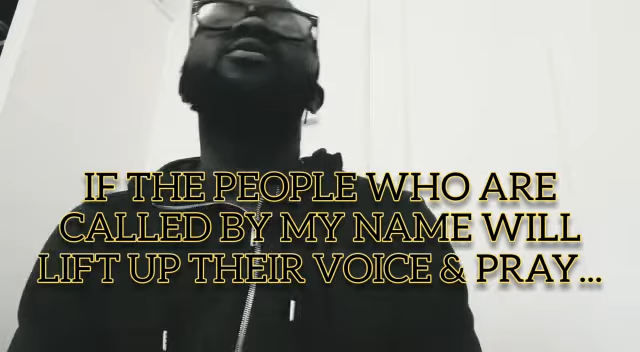 IF THE PEOPLE WHO ARE
CALLED BY MY NAME WILL
LIFT UP THEIR VOICE & PRAY...